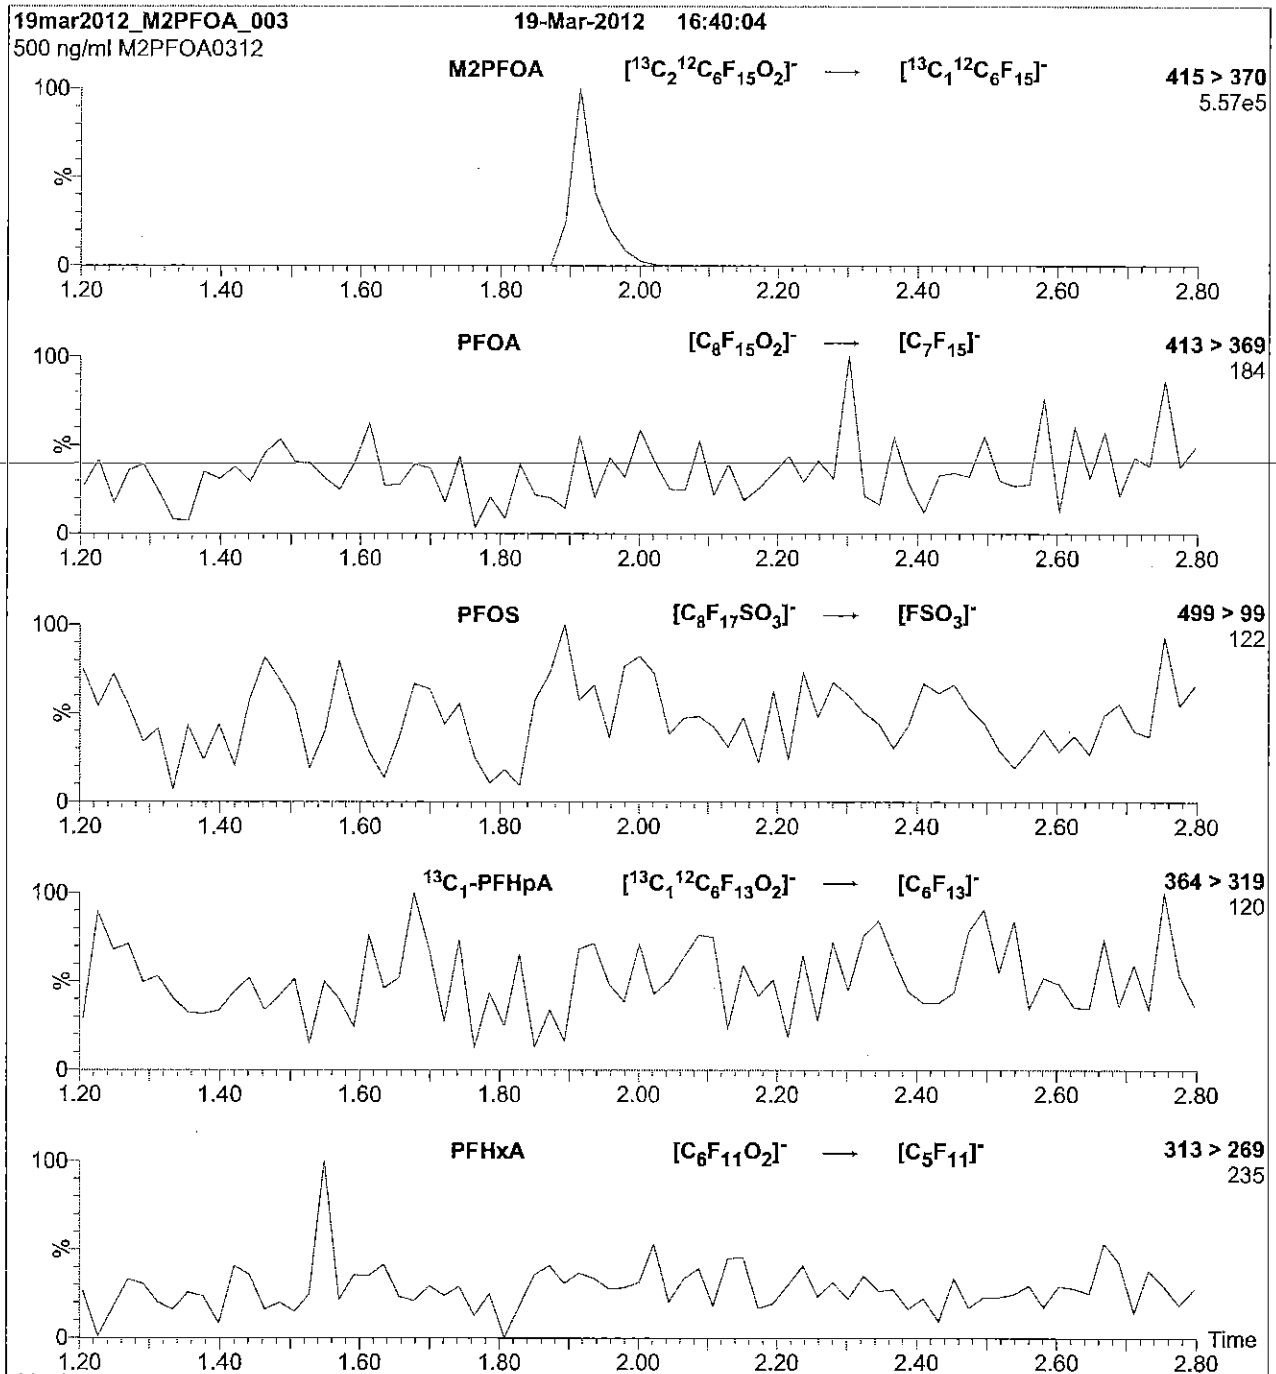 19mar2012_M2PFOA_003 19-Mar-2012 16:40:04
500 ng/ml M2PFOA0312
M2PFOA [¹³C₂¹²C₆F₁₅O₂]⁻ → [¹³C₁¹²C₆F₁₅]⁻ 415 > 370
5.57e5
100
%
0
1.20 1.40 1.60 1.80 2.00 2.20 2.40 2.60 2.80
PFOA [C₈F₁₅O₂]⁻ → [C₇F₁₅]⁻ 413 > 369
184
100
%
0
1.20 1.40 1.60 1.80 2.00 2.20 2.40 2.60 2.80
PFOS [C₈F₁₇SO₃]⁻ → [FSO₃]⁻ 499 > 99
122
100
%
0
1.20 1.40 1.60 1.80 2.00 2.20 2.40 2.60 2.80
¹³C₁-PFHpA [¹³C₁¹²C₆F₁₃O₂]⁻ → [C₆F₁₃]⁻ 364 > 319
120
100
%
0
1.20 1.40 1.60 1.80 2.00 2.20 2.40 2.60 2.80
PFHxA [C₆F₁₁O₂]⁻ → [C₅F₁₁]⁻ 313 > 269
235
100
%
0
Time
1.20 1.40 1.60 1.80 2.00 2.20 2.40 2.60 2.80